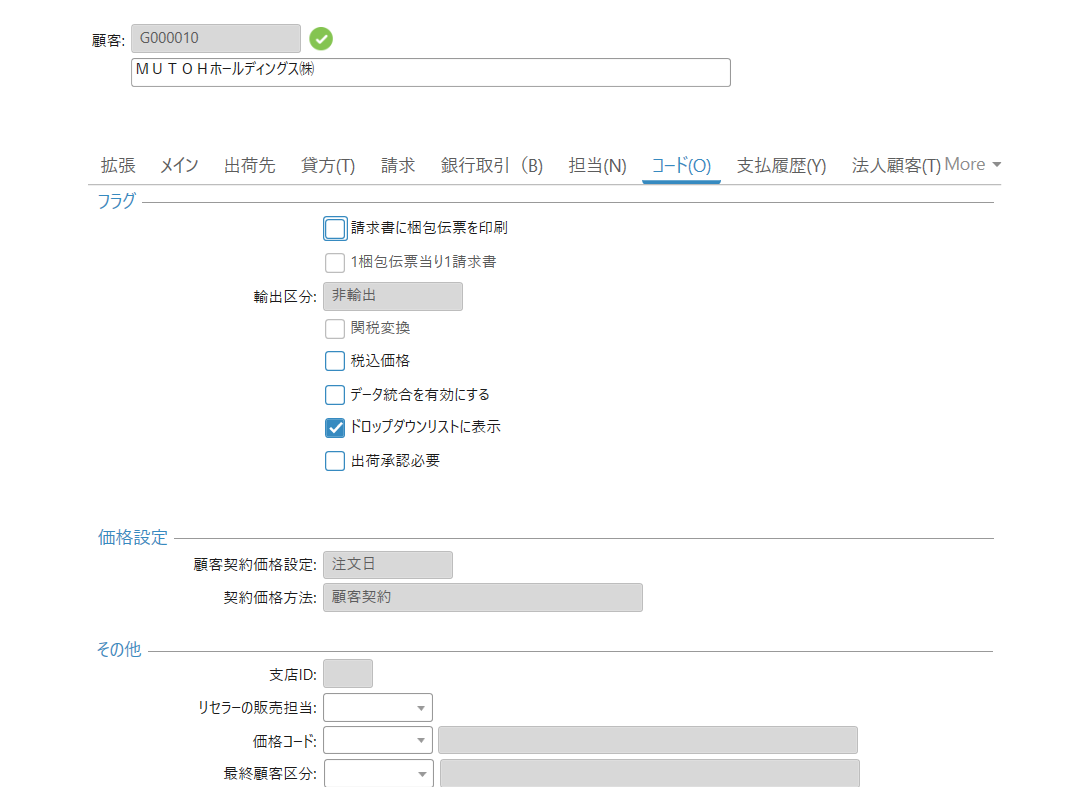 顧客: G000010
ＭＵＴＯＨホールディングス㈱
拡張 メイン 出荷先 貸方(T) 請求 銀行取引（B) 担当(N) コード(O) 支払履歴(Y) 法人顧客(T) More
フラグ
請求書に梱包伝票を印刷
1梱包伝票当り1請求書
輸出区分: 非輸出
関税変換
税込価格
データ統合を有効にする
ドロップダウンリストに表示
出荷承認必要
価格設定
顧客契約価格設定: 注文日
契約価格方法: 顧客契約
その他
支店ID:
リセラーの販売担当:
価格コード:
最終顧客区分: